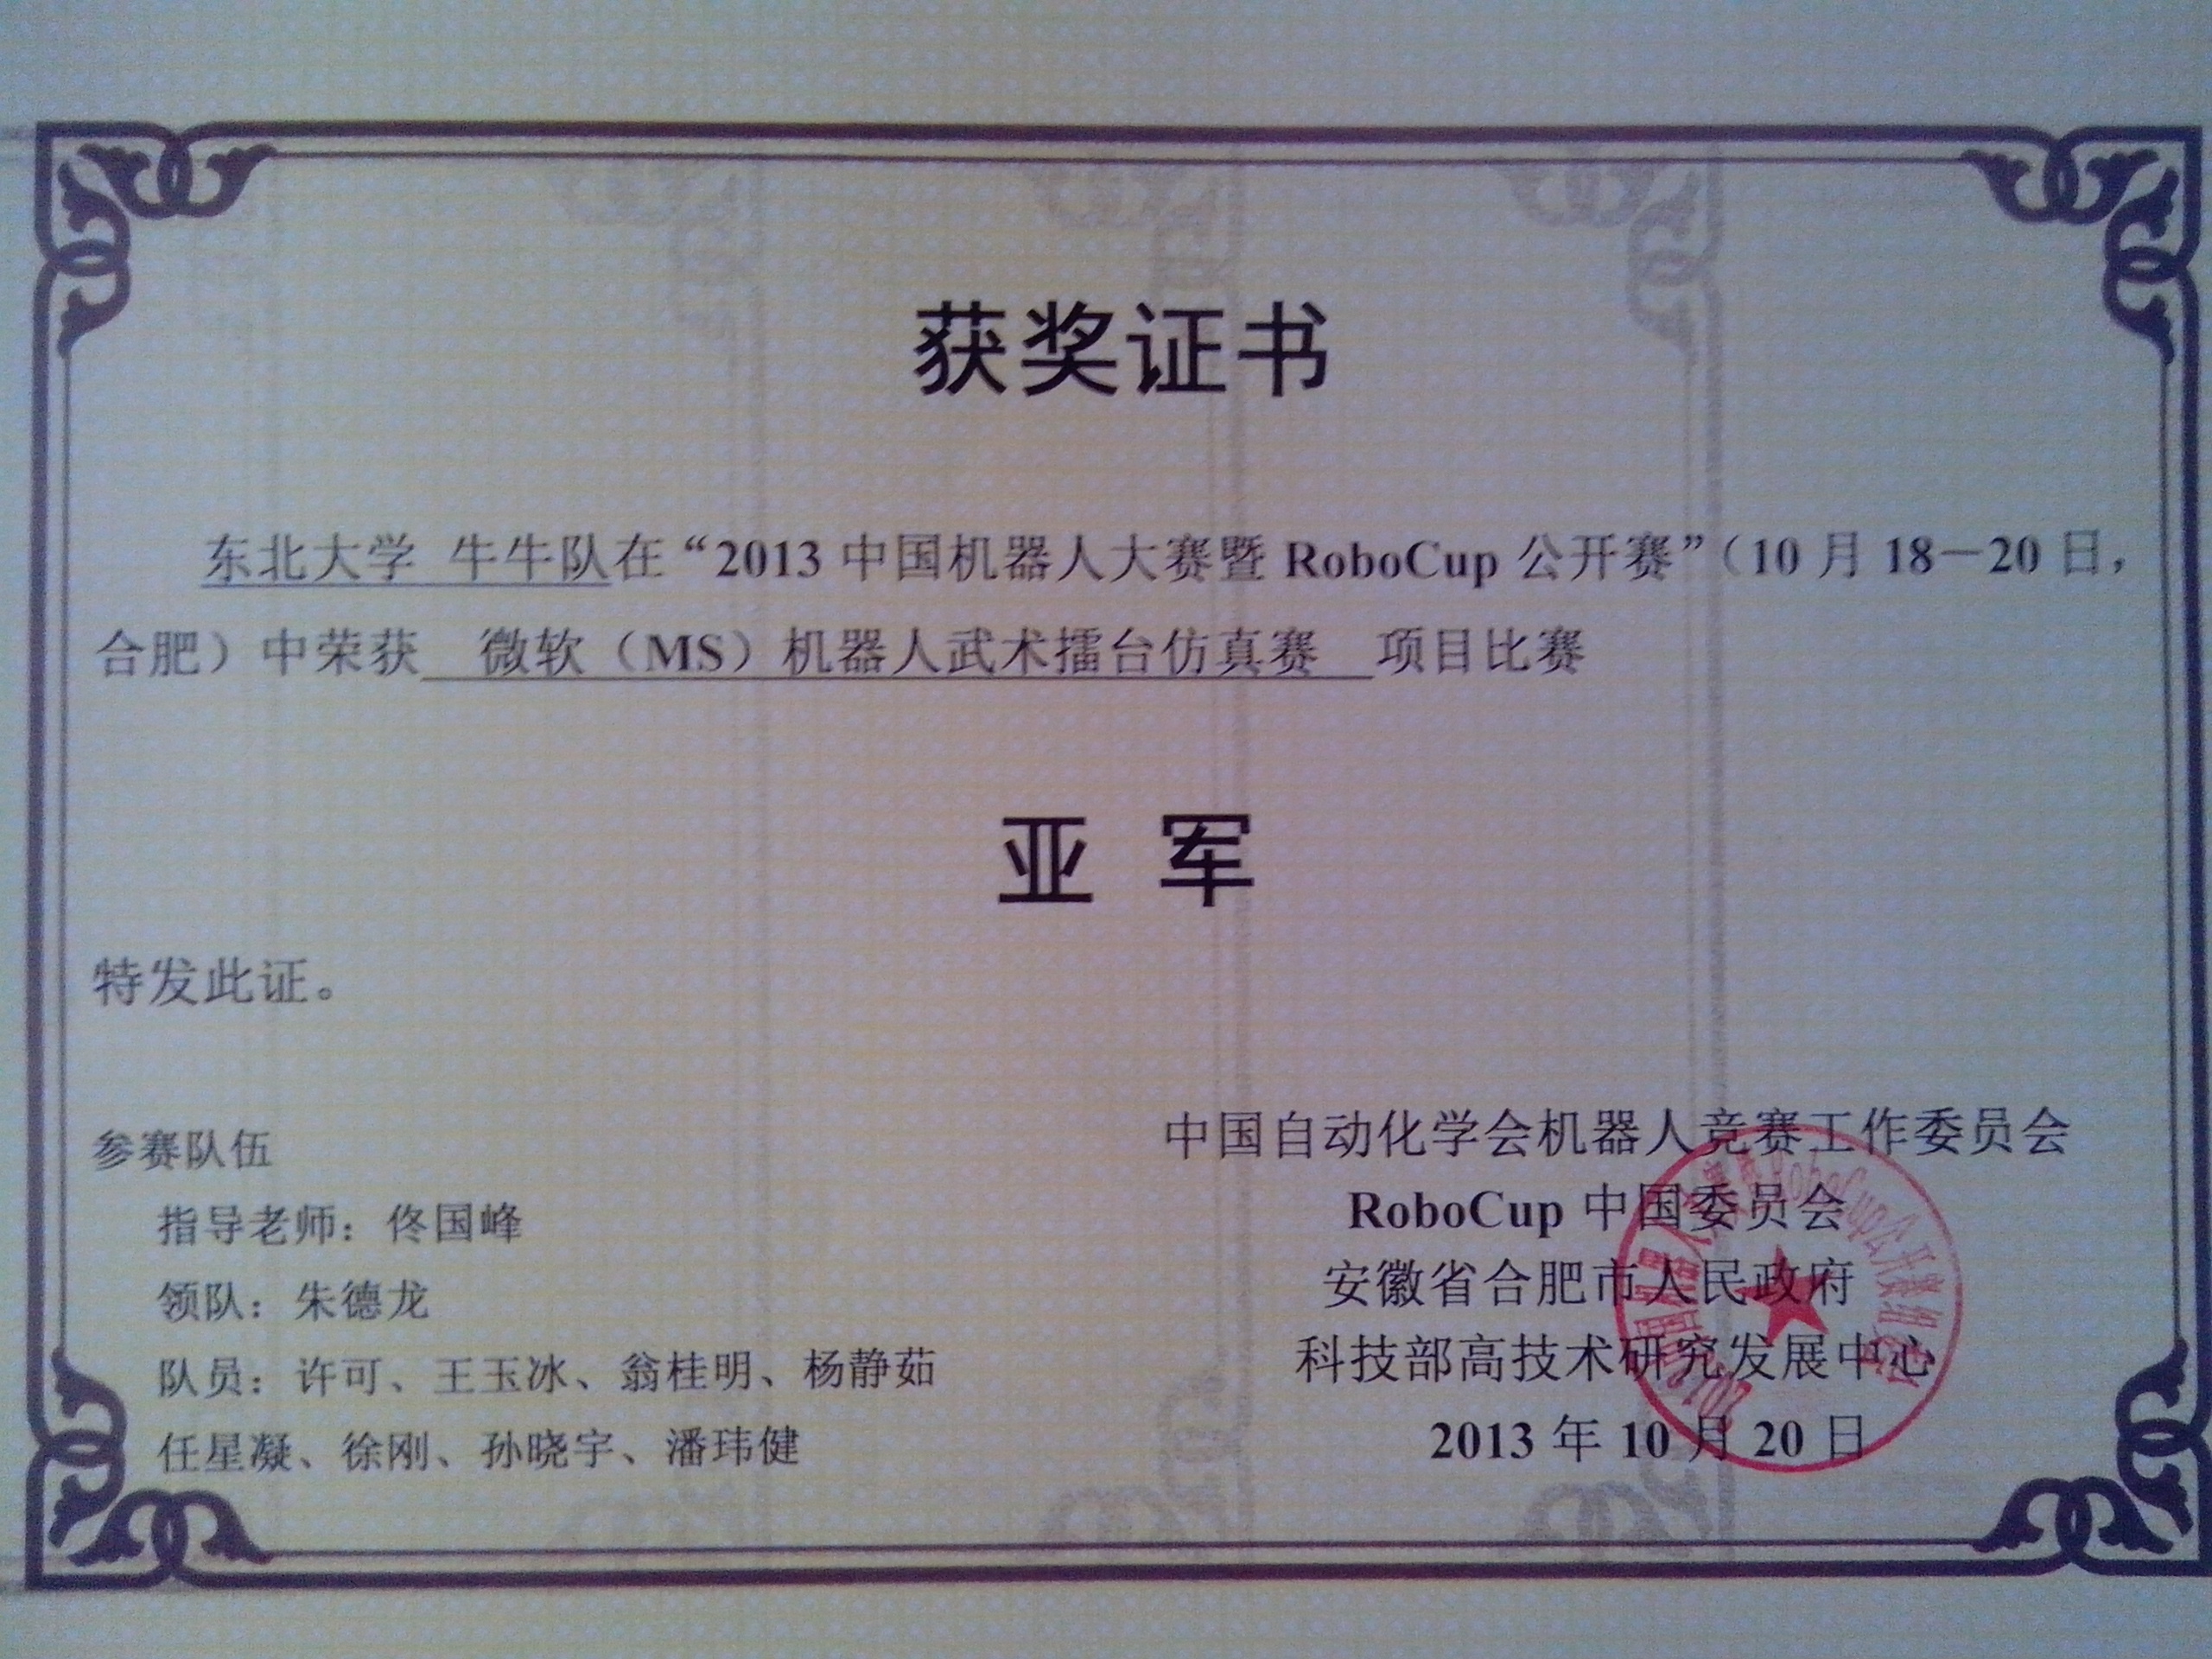 获奖证书
东北大学 牛牛队在“2013 中国机器人大赛暨 RoboCup 公开赛”（10 月 18－20 日，
合肥）中荣获 微软（MS）机器人武术擂台仿真赛 项目比赛
亚 军
特发此证。
参赛队伍
指导老师：佟国峰
领队：朱德龙
队员：许可、王玉冰、翁桂明、杨静茹
任星凝、徐刚、孙晓宇、潘玮健
中国自动化学会机器人竞赛工作委员会
RoboCup 中国委员会
安徽省合肥市人民政府
科技部高技术研究发展中心
2013 年 10 月 20 日
RoboCup公开赛组委会